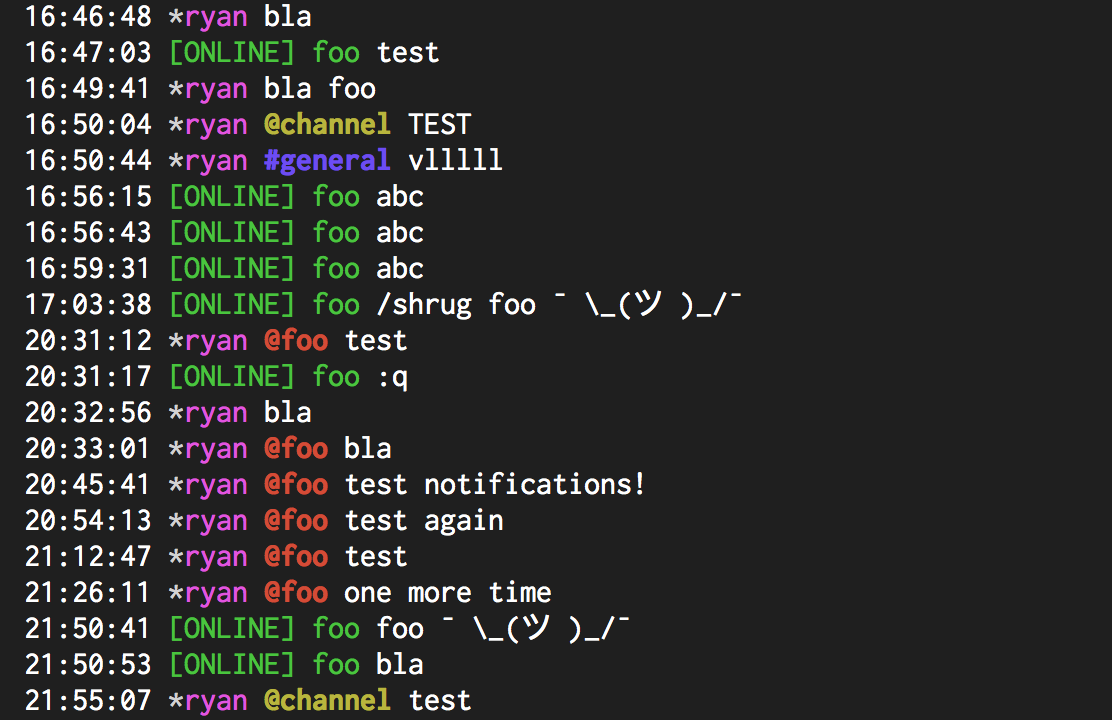 16:46:48 *ryan bla
16:47:03 [ONLINE] foo test
16:49:41 *ryan bla foo
16:50:04 *ryan @channel TEST
16:50:44 *ryan #general vlllll
16:56:15 [ONLINE] foo abc
16:56:43 [ONLINE] foo abc
16:59:31 [ONLINE] foo abc
17:03:38 [ONLINE] foo /shrug foo ¯ \_(ツ )_/¯
20:31:12 *ryan @foo test
20:31:17 [ONLINE] foo :q
20:32:56 *ryan bla
20:33:01 *ryan @foo bla
20:45:41 *ryan @foo test notifications!
20:54:13 *ryan @foo test again
21:12:47 *ryan @foo test
21:26:11 *ryan @foo one more time
21:50:41 [ONLINE] foo foo ¯ \_(ツ )_/¯
21:50:53 [ONLINE] foo bla
21:55:07 *ryan @channel test